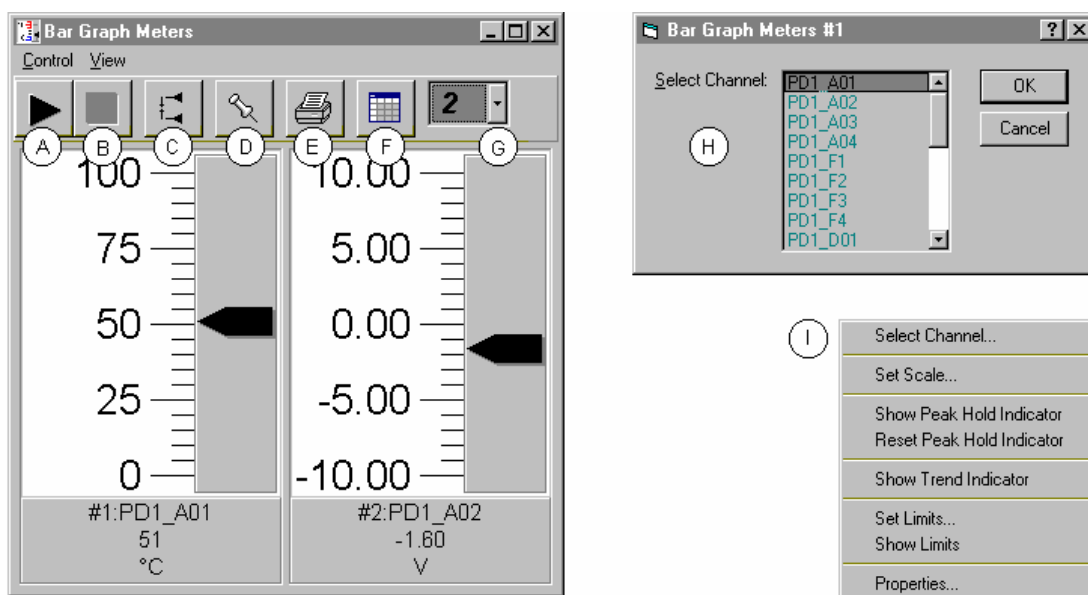 Bar Graph Meters
Control View
2
A B C D E F G
100
75
50
25
0
#1:PD1_A01
51
°C
10.00
5.00
0.00
-5.00
-10.00
#2:PD1_A02
-1.60
V
Bar Graph Meters #1
Select Channel:
PD1_A01
PD1_A02
PD1_A03
PD1_A04
PD1_F1
PD1_F2
PD1_F3
PD1_F4
PD1_D01
OK
Cancel
H
I
Select Channel...
Set Scale...
Show Peak Hold Indicator
Reset Peak Hold Indicator
Show Trend Indicator
Set Limits...
Show Limits
Properties...